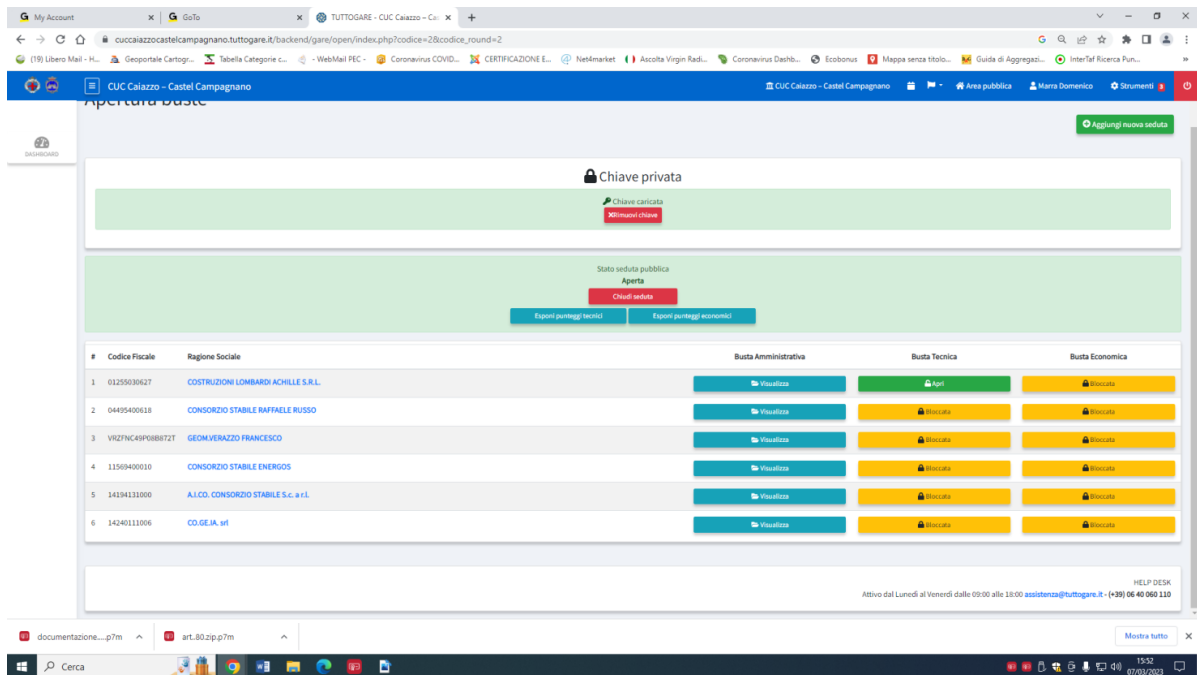 My Account
GoTo
TUTTOGARE - CUC Caiazzo – Ca
cuccaiazzocastelcampagnano.tuttogare.it/backend/gare/open/index.php?codice=2&codice_round=2
(19) Libero Mail - H... Geoportale Cartogr... Tabella Categorie c... - WebMail PEC - Coronavirus COVID... CERTIFICAZIONE E... Net4market Ascolta Virgin Radi... Coronavirus Dashb... Ecobonus Mappa senza titolo... Guida di Aggregazi... InterTaf Ricerca Pun...
CUC Caiazzo – Castel Campagnano
CUC Caiazzo – Castel Campagnano Area pubblica Marra Domenico Strumenti
Apertura buste
DASHBOARD
Aggiungi nuova seduta
Chiave privata
Chiave caricata
Rimuovi chiave
Stato seduta pubblica
Aperta
Chiudi seduta
Esponi punteggi tecnici Esponi punteggi economici
# Codice Fiscale Ragione Sociale Busta Amministrativa Busta Tecnica Busta Economica
1 01255030627 COSTRUZIONI LOMBARDI ACHILLE S.R.L. Visualizza Apri Bloccata
2 04495400618 CONSORZIO STABILE RAFFAELE RUSSO Visualizza Bloccata Bloccata
3 VRZFNC49P08B872T GEOM.VERAZZO FRANCESCO Visualizza Bloccata Bloccata
4 11569400010 CONSORZIO STABILE ENERGOS Visualizza Bloccata Bloccata
5 14194131000 A.I.CO. CONSORZIO STABILE S.c. a r.l. Visualizza Bloccata Bloccata
6 14240111006 CO.GE.IA. srl Visualizza Bloccata Bloccata
HELP DESK
Attivo dal Lunedì al Venerdì dalle 09:00 alle 18:00 assistenza@tuttogare.it - (+39) 06 40 060 110
documentazione....p7m art..80.zip.p7m Mostra tutto
Cerca
15:52
07/03/2023